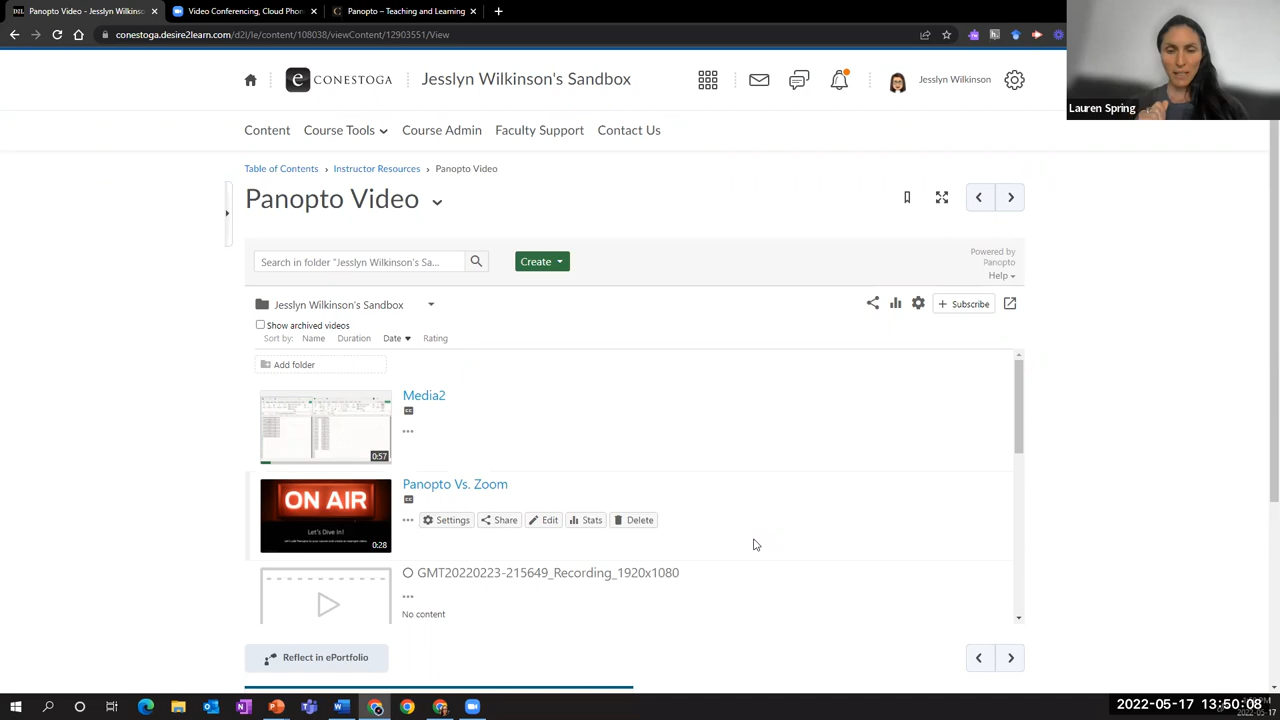 Panopto Video - Jesslyn Wilkinson
Video Conferencing, Cloud Phon
Panopto – Teaching and Learning
conestoga.desire2learn.com/d2l/le/content/108038/viewContent/12903551/View
Lauren Spring
CONESTOGA
Jesslyn Wilkinson's Sandbox
Jesslyn Wilkinson
Content
Course Tools
Course Admin
Faculty Support
Contact Us
Table of Contents › Instructor Resources › Panopto Video
Panopto Video
Search in folder "Jesslyn Wilkinson's Sa...
Create
Powered by
Panopto
Help
Jesslyn Wilkinson's Sandbox
+ Subscribe
Show archived videos
Sort by: Name Duration Date Rating
Add folder
Media2
CC
0:57
Panopto Vs. Zoom
CC
Settings Share Edit Stats Delete
ON AIR
Let's Dive In!
0:28
GMT20220223-215649_Recording_1920x1080
No content
Reflect in ePortfolio
2022-05-17 13:50:08
2022-05-17